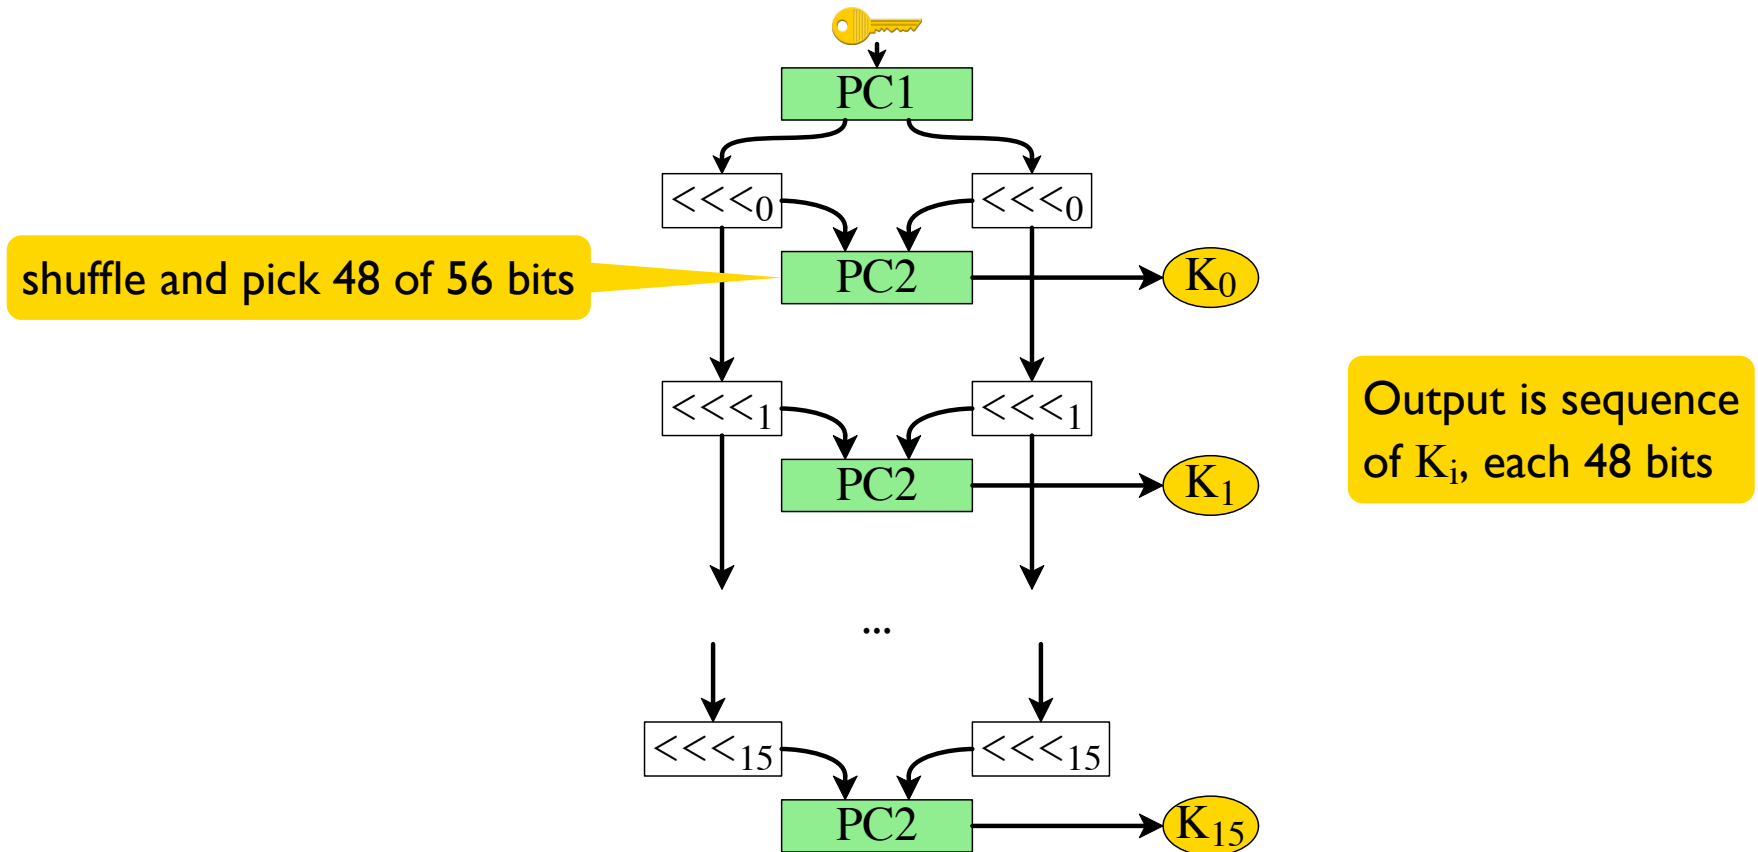 PC1
<<<0
<<<0
shuffle and pick 48 of 56 bits
PC2
K0
<<<1
<<<1
Output is sequence
of Ki, each 48 bits
PC2
K1
...
<<<15
<<<15
PC2
K15